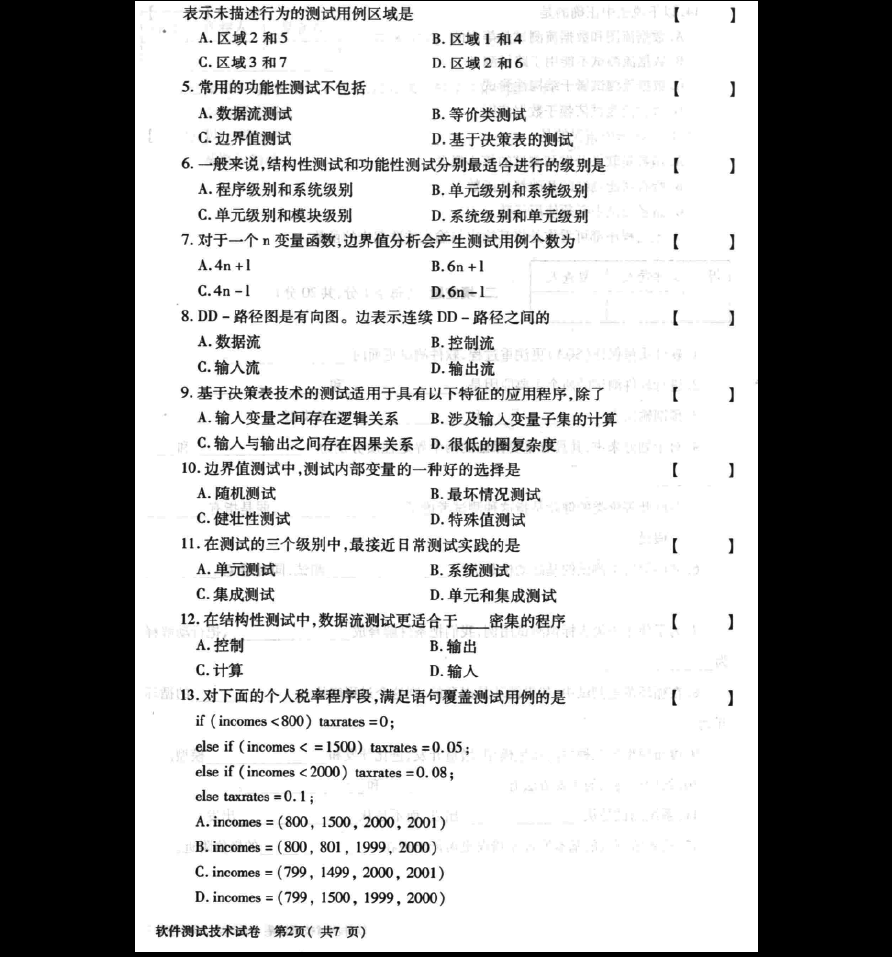 表示未描述行为的测试用例区域是 【 】
A. 区域 2 和 5 B. 区域 1 和 4
C. 区域 3 和 7 D. 区域 2 和 6
5. 常用的功能性测试不包括 【 】
A. 数据流测试 B. 等价类测试
C. 边界值测试 D. 基于决策表的测试
6. 一般来说,结构性测试和功能性测试分别最适合进行的级别是 【 】
A. 程序级别和系统级别 B. 单元级别和系统级别
C. 单元级别和模块级别 D. 系统级别和单元级别
7. 对于一个 n 变量函数,边界值分析会产生测试用例个数为 【 】
A. 4n +1 B. 6n +1
C. 4n -1 D. 6n -1
8. DD - 路径图是有向图。边表示连续 DD - 路径之间的 【 】
A. 数据流 B. 控制流
C. 输入流 D. 输出流
9. 基于决策表技术的测试适用于具有以下特征的应用程序,除了 【 】
A. 输入变量之间存在逻辑关系 B. 涉及输入变量子集的计算
C. 输入与输出之间存在因果关系 D. 很低的圈复杂度
10. 边界值测试中,测试内部变量的一种好的选择是 【 】
A. 随机测试 B. 最坏情况测试
C. 健壮性测试 D. 特殊值测试
11. 在测试的三个级别中,最接近日常测试实践的是 【 】
A. 单元测试 B. 系统测试
C. 集成测试 D. 单元和集成测试
12. 在结构性测试中,数据流测试更适合于____密集的程序 【 】
A. 控制 B. 输出
C. 计算 D. 输入
13. 对下面的个人税率程序段,满足语句覆盖测试用例的是 【 】
if ( incomes <800) taxrates =0;
else if ( incomes < =1500) taxrates =0.05;
else if ( incomes <2000) taxrates =0.08;
else taxrates =0.1;
A. incomes = (800, 1500, 2000, 2001)
B. incomes = (800, 801, 1999, 2000)
C. incomes = (799, 1499, 2000, 2001)
D. incomes = (799, 1500, 1999, 2000)
软件测试技术试卷 第2页( 共7 页)